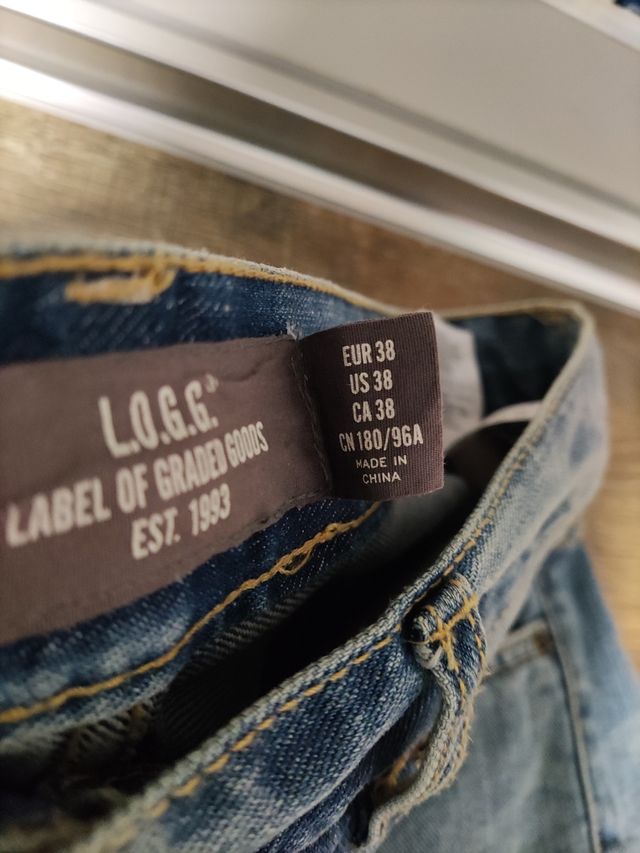 L.O.G.G.
LABEL OF GRADED GOODS
EST. 1993
EUR 38
US 38
CA 38
CN 180/96A
MADE IN
CHINA